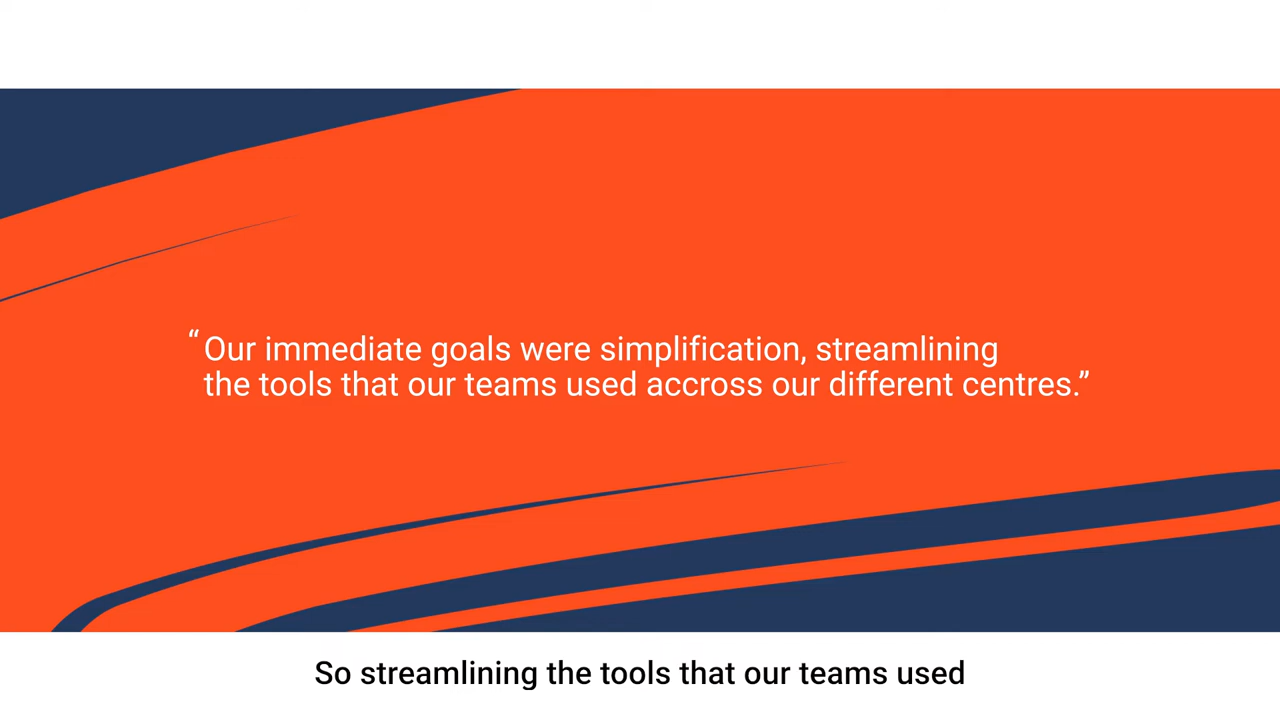 “Our immediate goals were simplification, streamlining
the tools that our teams used accross our different centres.”
So streamlining the tools that our teams used